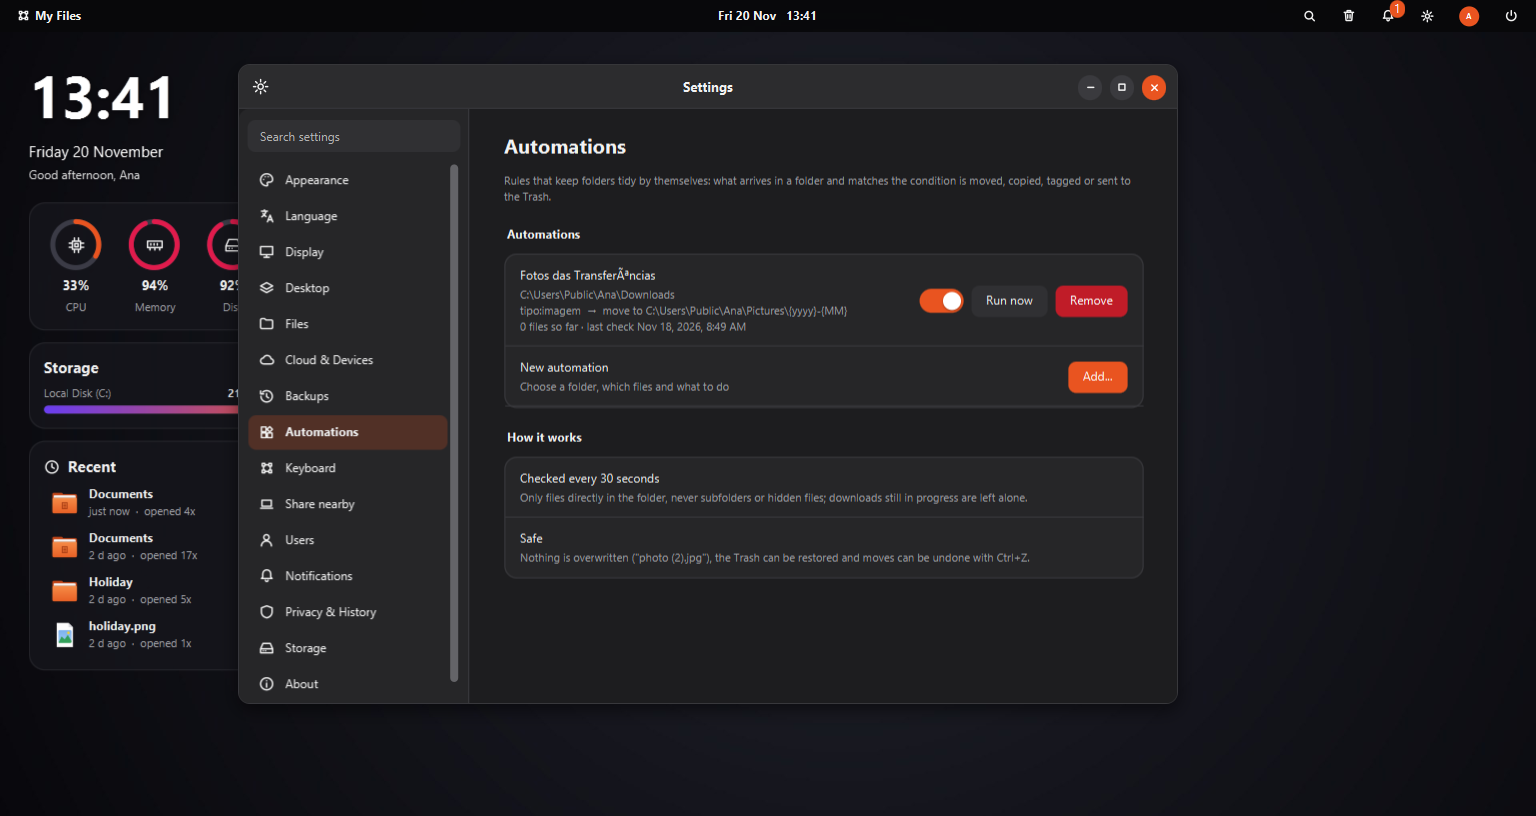 My Files
Fri 20 Nov 13:41
1
A
13:41
Friday 20 November
Good afternoon, Ana
33%
94%
92%
CPU
Memory
Storage
Local Disk (C:)
Recent
Documents
just now · opened 4x
Documents
2 d ago · opened 17x
Holiday
2 d ago · opened 5x
holiday.png
2 d ago · opened 1x
Settings
Search settings
Appearance
Language
Display
Desktop
Files
Cloud & Devices
Backups
Automations
Keyboard
Share nearby
Users
Notifications
Privacy & History
Storage
About
Automations
Rules that keep folders tidy by themselves: what arrives in a folder and matches the condition is moved, copied, tagged or sent to
the Trash.
Automations
Fotos das TransferÃªncias
C:\Users\Public\Ana\Downloads
tipo:imagem → move to C:\Users\Public\Ana\Pictures\{yyyy}-{MM}
0 files so far · last check Nov 18, 2026, 8:49 AM
Run now
Remove
New automation
Choose a folder, which files and what to do
Add...
How it works
Checked every 30 seconds
Only files directly in the folder, never subfolders or hidden files; downloads still in progress are left alone.
Safe
Nothing is overwritten ("photo (2).jpg"), the Trash can be restored and moves can be undone with Ctrl+Z.